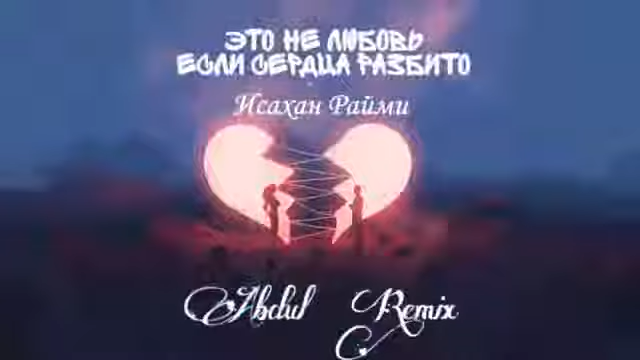 ЭТО НЕ ЛЮБОВЬ
ЕСЛИ СЕРДЦА РАЗБИТО
Исахан Райми
Abdul Remix